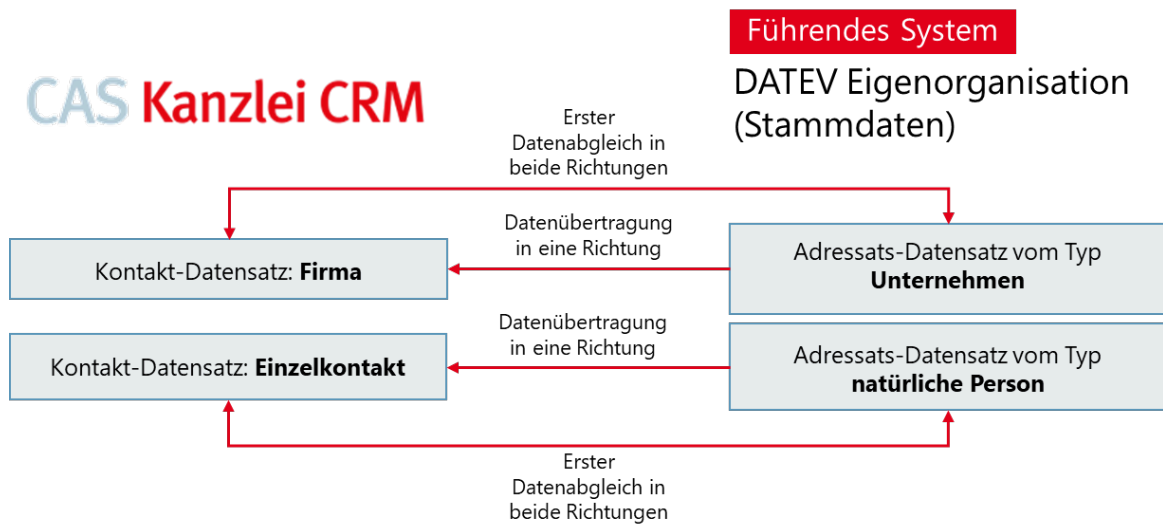 Führendes System
CAS Kanzlei CRM
DATEV Eigenorganisation
(Stammdaten)
Erster
Datenabgleich in
beide Richtungen
Datenübertragung
in eine Richtung
Kontakt-Datensatz: Firma
Adressats-Datensatz vom Typ
Unternehmen
Datenübertragung
in eine Richtung
Kontakt-Datensatz: Einzelkontakt
Adressats-Datensatz vom Typ
natürliche Person
Erster
Datenabgleich in
beide Richtungen